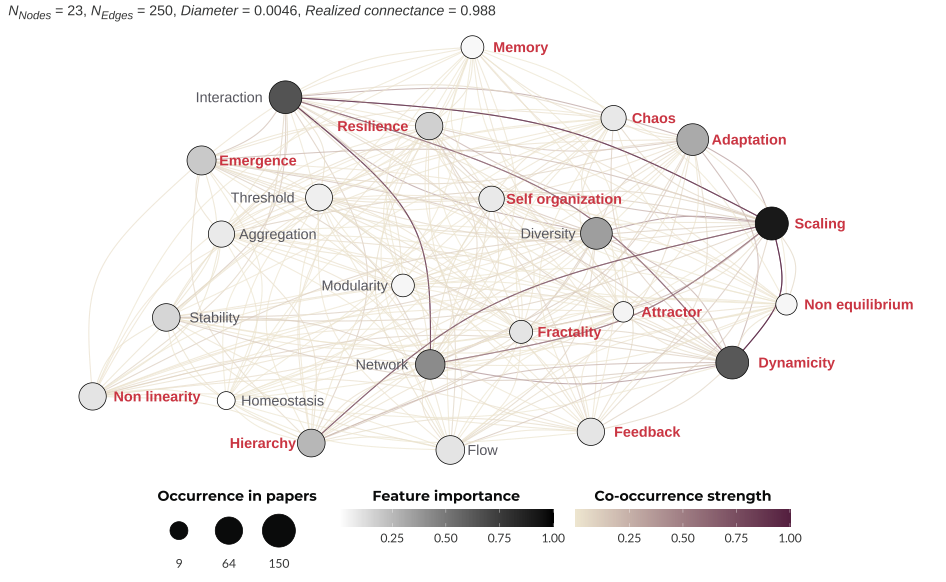 N_Nodes = 23, N_Edges = 250, Diameter = 0.0046, Realized connectance = 0.988
Memory
Interaction
Resilience
Chaos
Adaptation
Emergence
Threshold
Self organization
Scaling
Aggregation
Diversity
Modularity
Non equilibrium
Attractor
Stability
Fractality
Network
Dynamicity
Non linearity
Homeostasis
Feedback
Hierarchy
Flow
Occurrence in papers
9 64 150
Feature importance
0.25 0.50 0.75 1.00
Co-occurrence strength
0.25 0.50 0.75 1.00